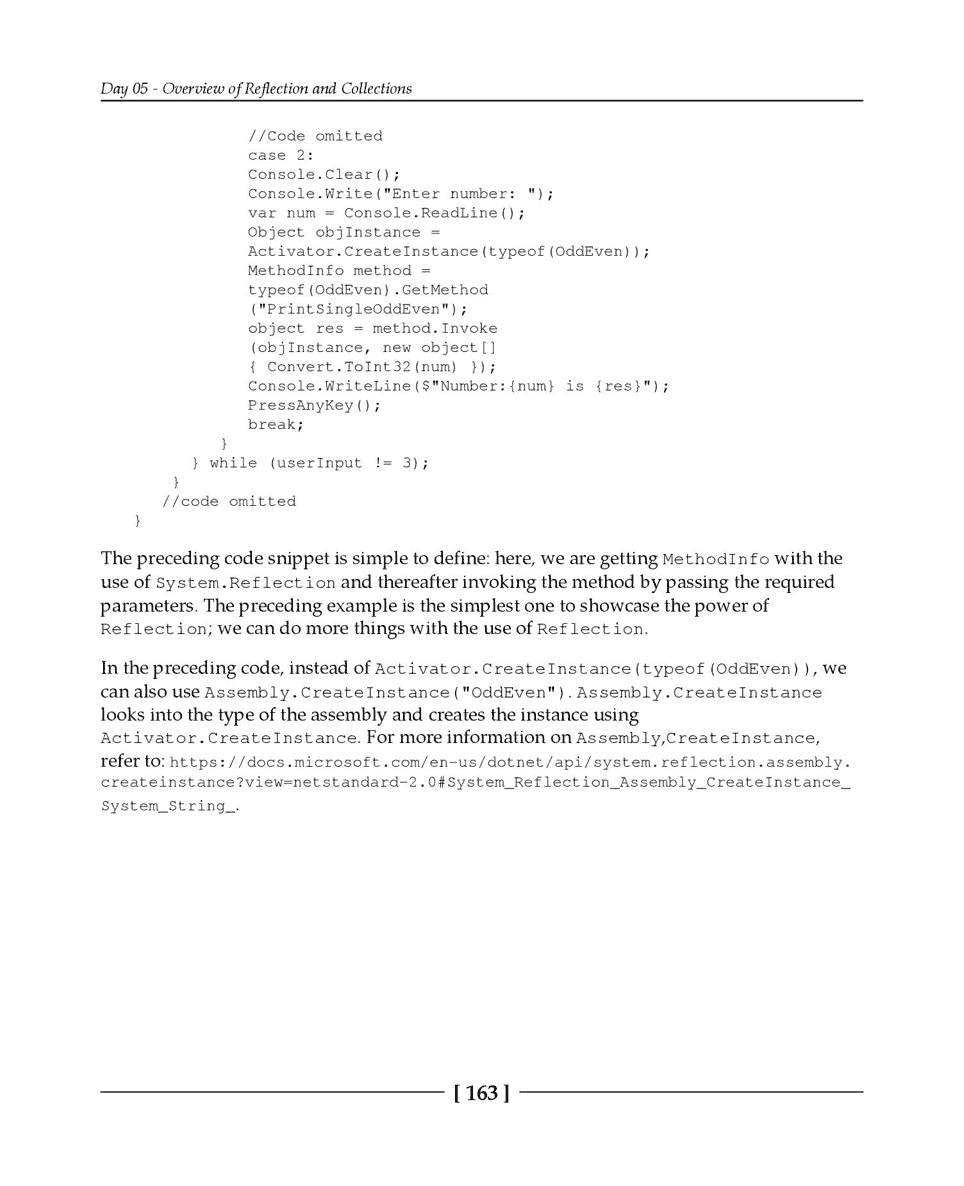 Day 05 - Overview of Reflection and Collections
//Code omitted
case 2:
Console.Clear();
Console.Write("Enter number: ");
var num = Console.ReadLine();
Object objInstance =
Activator.CreateInstance(typeof(OddEven));
MethodInfo method =
typeof(OddEven).GetMethod
("PrintSingleOddEven");
object res = method.Invoke
(objInstance, new object[]
{ Convert.ToInt32(num) });
Console.WriteLine($"Number:{num} is {res}");
PressAnyKey();
break;
}
} while (userInput != 3);
}
//code omitted
}
The preceding code snippet is simple to define: here, we are getting MethodInfo with the
use of System.Reflection and thereafter invoking the method by passing the required
parameters. The preceding example is the simplest one to showcase the power of
Reflection; we can do more things with the use of Reflection.
In the preceding code, instead of Activator.CreateInstance(typeof(OddEven)), we
can also use Assembly.CreateInstance("OddEven"). Assembly.CreateInstance
looks into the type of the assembly and creates the instance using
Activator.CreateInstance. For more information on Assembly,CreateInstance,
refer to: https://docs.microsoft.com/en-us/dotnet/api/system.reflection.assembly.
createinstance?view=netstandard-2.0#System_Reflection_Assembly_CreateInstance_
System_String_.
[ 163 ]